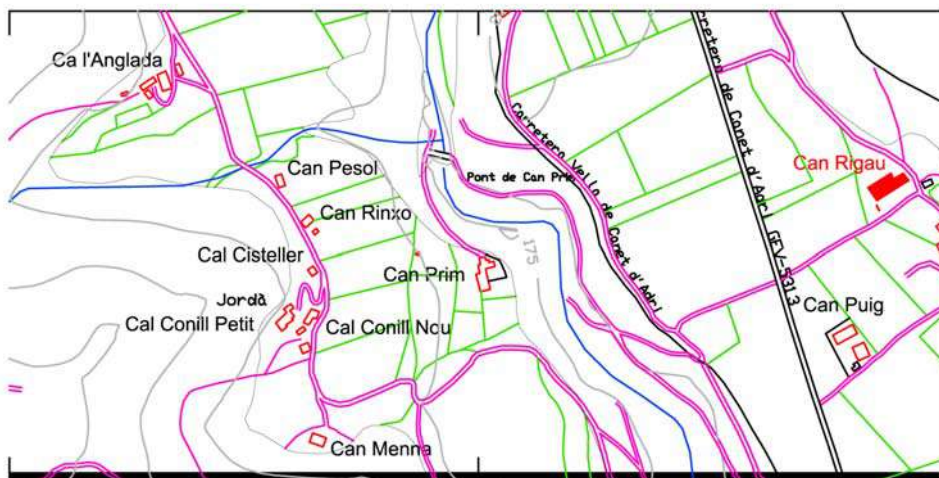 Ca l'Anglada
Can Pesol
Can Rinxo
Cal Cisteller
Jordà
Cal Conill Petit
Cal Conill Nou
Can Menna
Can Prim
175
Pont de Can Prim
Carretera Vella de Canet d'Adri
Carretera de Canet d'Adri GEV-5313
Can Rigau
Can Puig